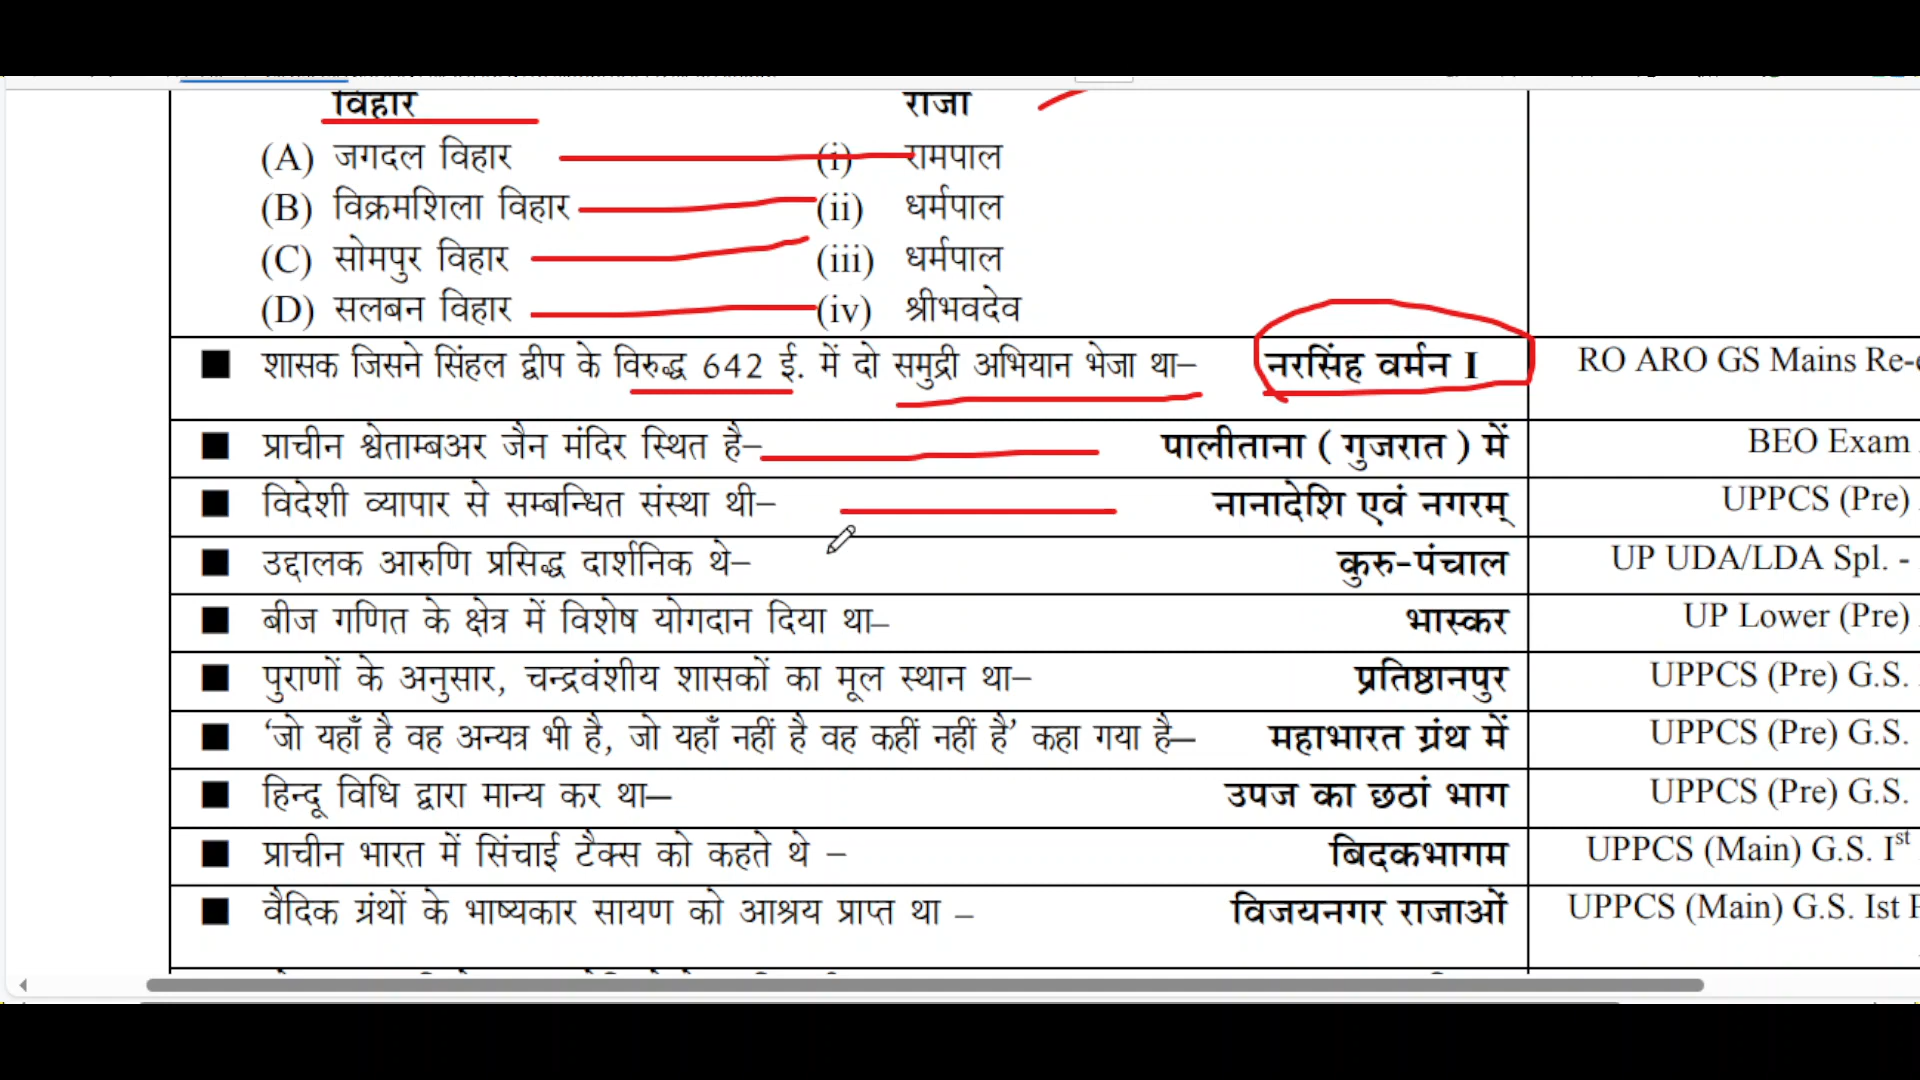 विहार राजा
(A) जगदल विहार (i) रामपाल
(B) विक्रमशिला विहार (ii) धर्मपाल
(C) सोमपुर विहार (iii) धर्मपाल
(D) सलबन विहार (iv) श्रीभवदेव
■ शासक जिसने सिंहल द्वीप के विरुद्ध 642 ई. में दो समुद्री अभियान भेजा था– नरसिंह वर्मन I RO ARO GS Mains Re-e
■ प्राचीन श्वेताम्बअर जैन मंदिर स्थित है– पालीताना ( गुजरात ) में BEO Exam
■ विदेशी व्यापार से सम्बन्धित संस्था थी– नानादेशि एवं नगरम् UPPCS (Pre)
■ उद्दालक आरुणि प्रसिद्ध दार्शनिक थे– कुरु-पंचाल UP UDA/LDA Spl. -
■ बीज गणित के क्षेत्र में विशेष योगदान दिया था– भास्कर UP Lower (Pre)
■ पुराणों के अनुसार, चन्द्रवंशीय शासकों का मूल स्थान था– प्रतिष्ठानपुर UPPCS (Pre) G.S.
■ ‘जो यहाँ है वह अन्यत्र भी है, जो यहाँ नहीं है वह कहीं नहीं है’ कहा गया है– महाभारत ग्रंथ में UPPCS (Pre) G.S.
■ हिन्दू विधि द्वारा मान्य कर था– उपज का छठां भाग UPPCS (Pre) G.S.
■ प्राचीन भारत में सिंचाई टैक्स को कहते थे – बिदकभागम UPPCS (Main) G.S. Ist
■ वैदिक ग्रंथों के भाष्यकार सायण को आश्रय प्राप्त था – विजयनगर राजाओं UPPCS (Main) G.S. Ist P